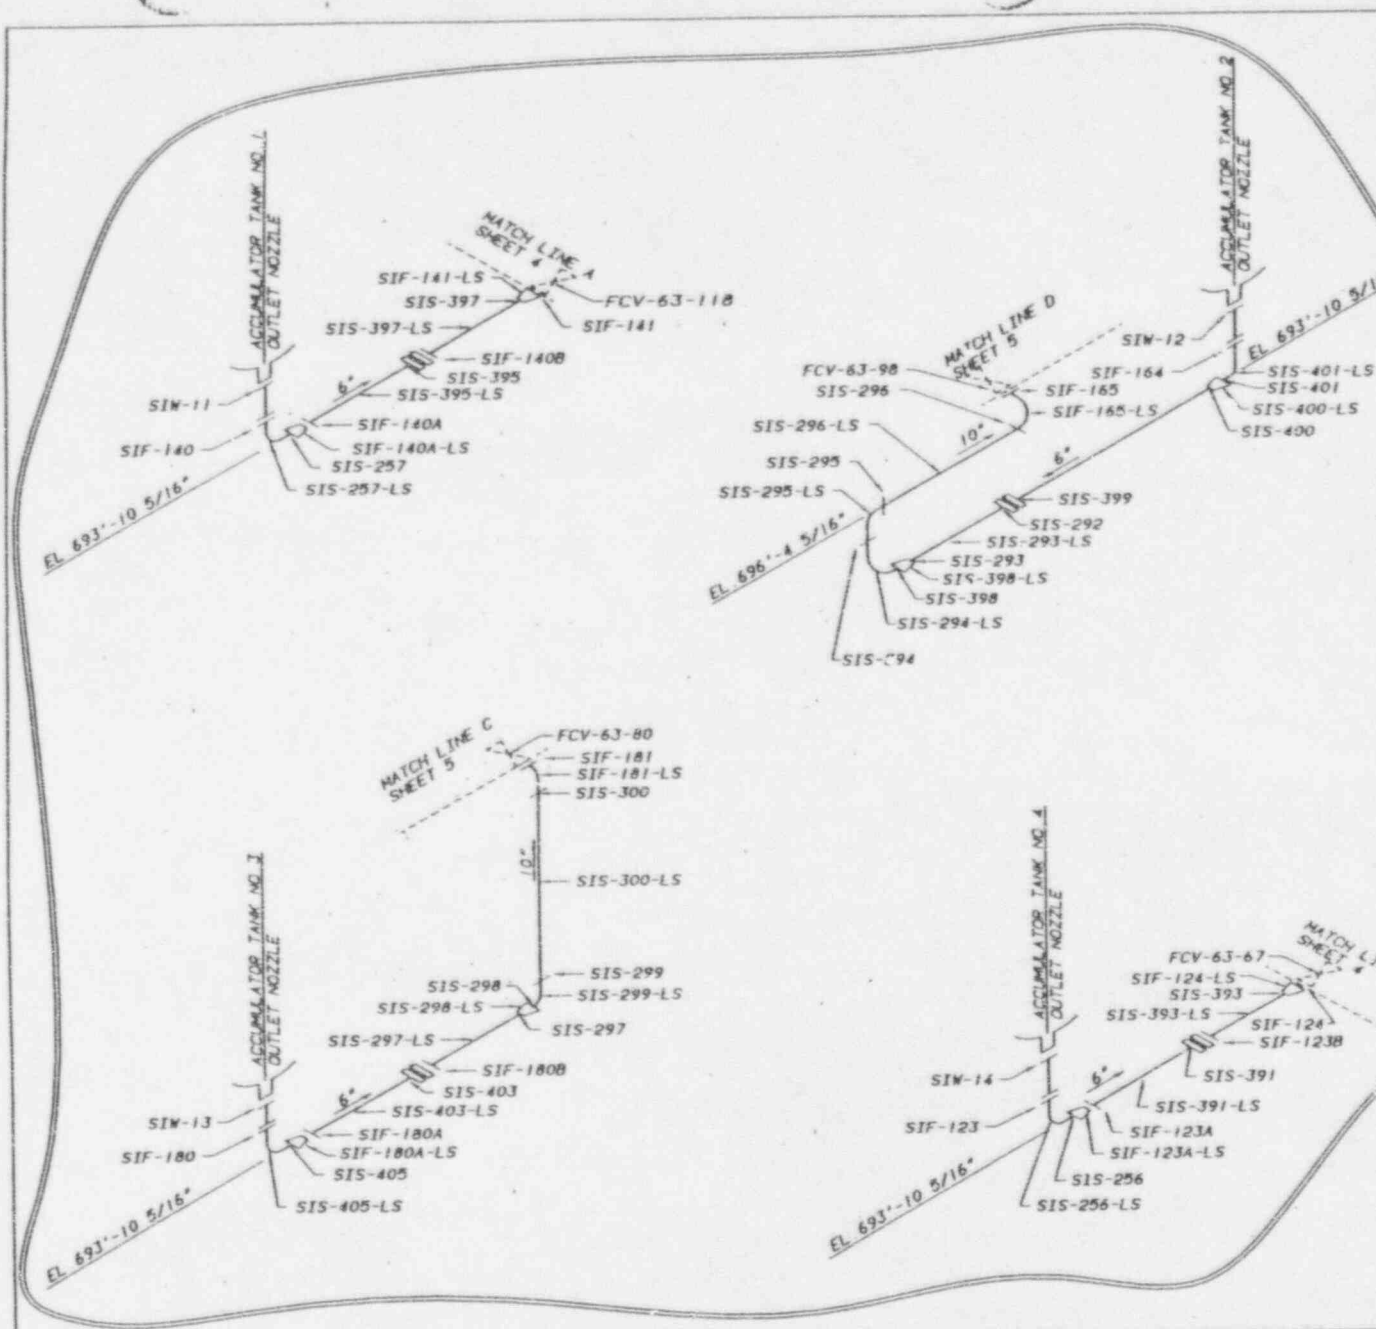 ACCUMULATOR TANK NO. 1
OUTLET NOZZLE
MATCH LINE A
SHEET 4
SIF-141-LS
SIS-397
FCV-63-118
SIF-141
SIS-397-LS
SIF-140B
SIS-395
SIS-395-LS
6"
SIW-11
SIF-140
SIF-140A
SIF-140A-LS
SIS-257
SIS-257-LS
EL 693'-10 5/16"
ACCUMULATOR TANK NO 2
OUTLET NOZZLE
MATCH LINE D
SHEET 5
SIW-12
SIF-164
EL 693'-10
SIS-401-LS
SIS-401
SIS-400-LS
SIS-400
FCV-63-98
SIS-296
SIF-165
SIF-165-LS
SIS-296-LS
10"
6"
SIS-295
SIS-295-LS
SIS-399
SIS-292
SIS-293-LS
SIS-293
SIS-398-LS
SIS-398
SIS-294-LS
EL 696'-4 5/16"
MATCH LINE C
SHEET 5
FCV-63-80
SIF-181
SIF-181-LS
SIS-300
10"
SIS-300-LS
ACCUMULATOR TANK NO 3
OUTLET NOZZLE
SIS-299
SIS-298
SIS-299-LS
SIS-298-LS
SIS-297
SIS-297-LS
SIF-180B
SIS-403
SIS-403-LS
6"
SIW-13
SIF-180
SIF-180A
SIF-180A-LS
SIS-405
SIS-405-LS
EL 693'-10 5/16"
ACCUMULATOR TANK NO. 4
OUTLET NOZZLE
MATCH
SHEET 4
FCV-63-67
SIF-124-LS
SIS-393
SIS-393-LS
SIF-124
SIF-123B
SIS-391
SIS-391-LS
6"
SIW-14
SIF-123
SIF-123A
SIF-123A-LS
SIS-256
SIS-256-LS
EL 693'-10 5/16"